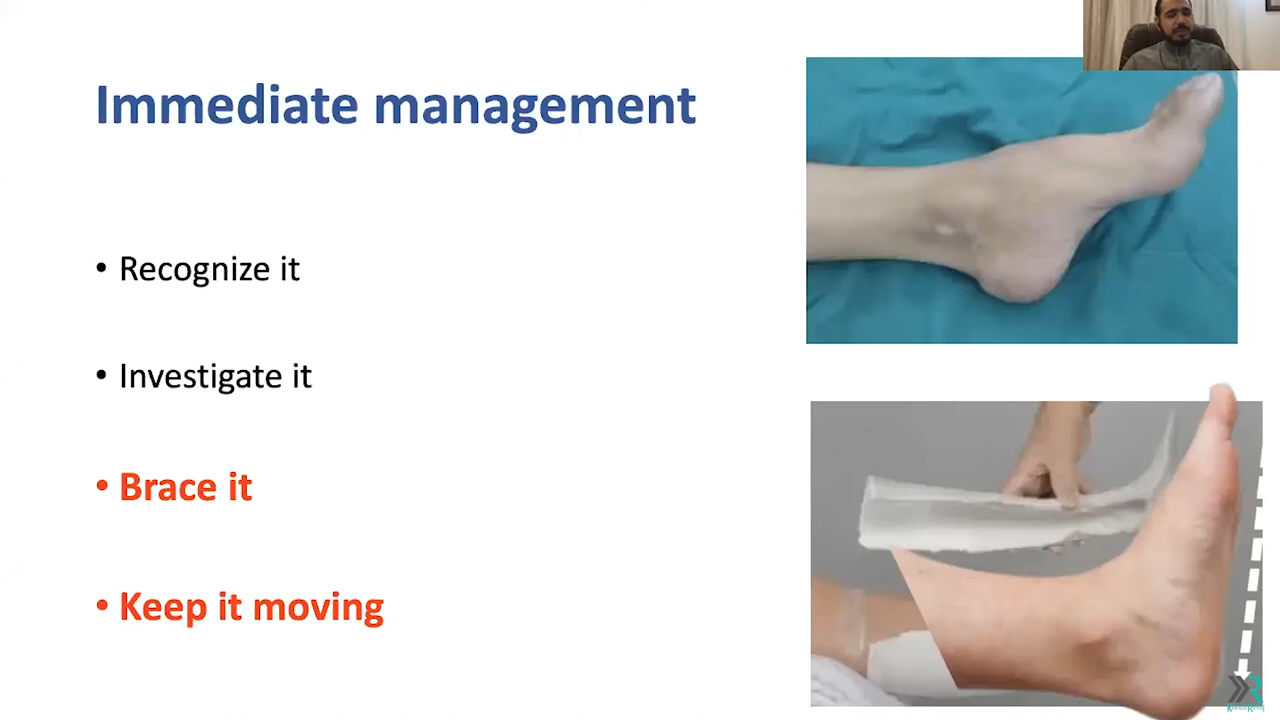 Immediate management
• Recognize it
• Investigate it
• Brace it
• Keep it moving